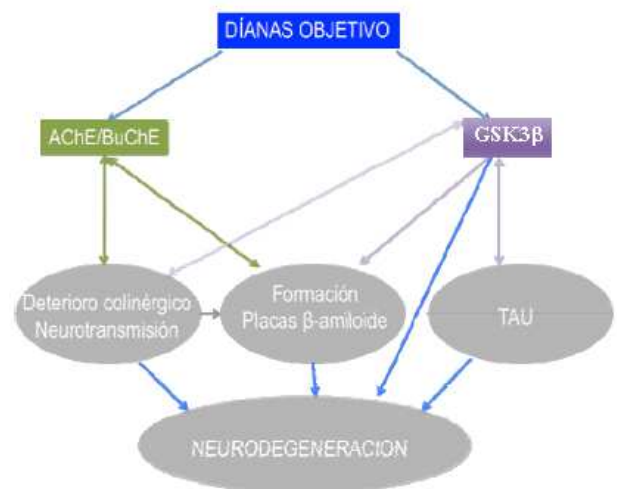 DÍANAS OBJETIVO
AChE/BuChE
GSK3β
Deterioro colinérgico
Neurotransmisión
Formación
Placas β-amiloide
TAU
NEURODEGENERACION